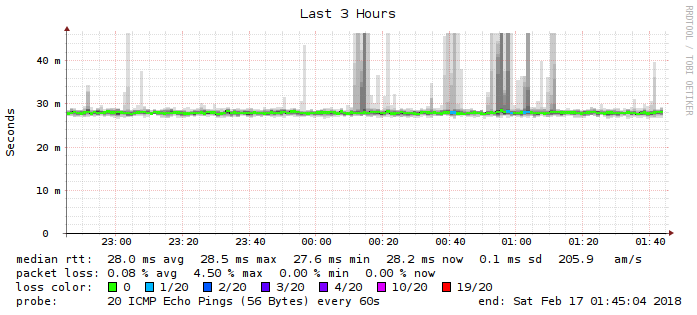 Last 3 Hours
RRDTOOL / TOBI OETIKER
Seconds
40 m
30 m
20 m
10 m
0
23:00 23:20 23:40 00:00 00:20 00:40 01:00 01:20 01:40
median rtt: 28.0 ms avg 28.5 ms max 27.6 ms min 28.2 ms now 0.1 ms sd 205.9 am/s
packet loss: 0.08 % avg 4.50 % max 0.00 % min 0.00 % now
loss color: 0 1/20 2/20 3/20 4/20 10/20 19/20
probe: 20 ICMP Echo Pings (56 Bytes) every 60s end: Sat Feb 17 01:45:04 2018